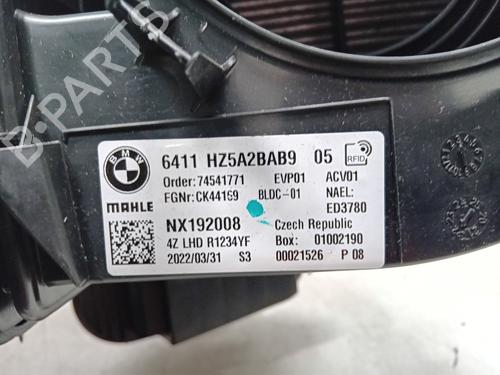 B-PARTS
BMW
6411 HZ5A2BAB9 05 RFID
Order:74541771 EVP01 ACV01
FGNr:CK44169 BLDC-01 NAEL:
MAHLE ED3780
NX192008 Czech Republic
4Z LHD R1234YF Box: 01002190
2022/03/31 S3 00021526 P 08